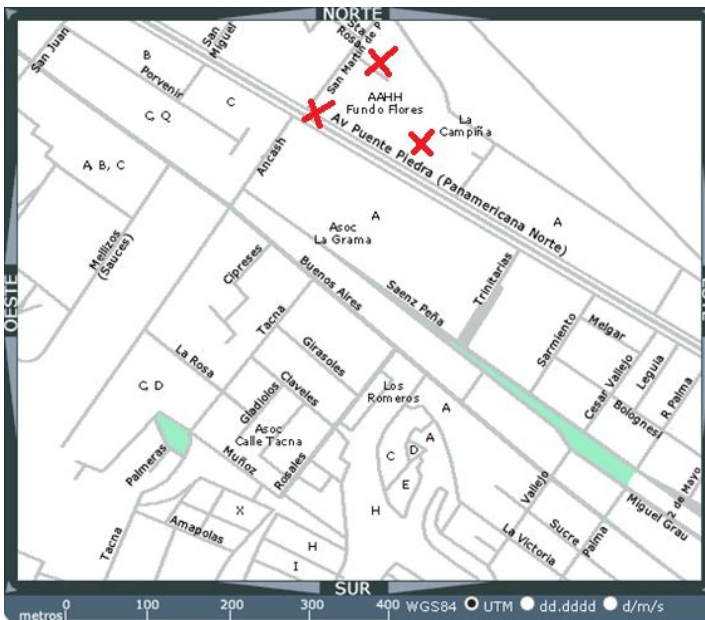 NORTE
San Juan
B
Porvenir
San
Miguel
C
C, Q
A, B, C
Sta
Rosa
San Martin de P
AAHH
Fundo Flores
La
Campiña
Av Puente Piedra (Panamericana Norte)
Ancash
A
Asoc
La Grama
A
Mellizos
(Sauces)
Cipreses
Buenos Aires
Saenz Peña
Trinitarias
OESTE
Tacna
Girasoles
La Rosa
Gladiolos
Claveles
Sarmiento
Melgar
Cesar Vallejo
Leguia
Bolognesi
R Palma
C, D
Los
Romeros
A
A
C
D
E
Asoc
Calle Tacna
Muñoz
Rosales
Palmeras
X
Amapolas
H
H
I
Tacna
Vallejo
La Victoria
Sucre
Palma
Miguel Grau
2 de Mayo
SUR
metros
0 100 200 300 400
WGS84 UTM dd.dddd d/m/s